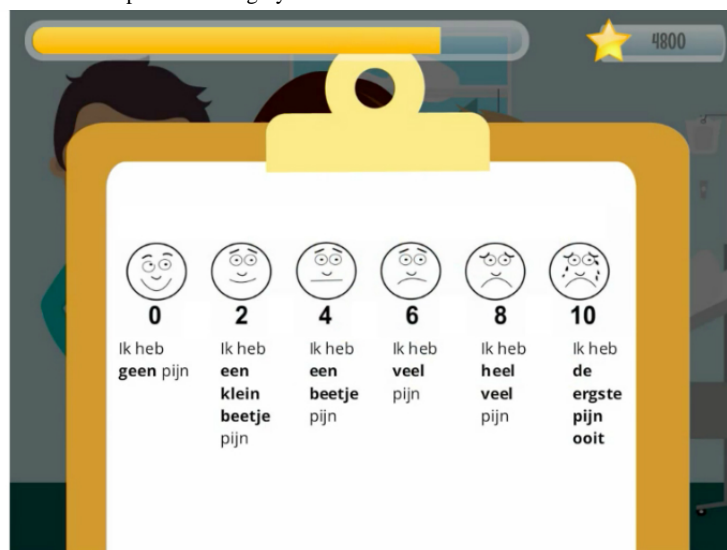 4800
0 2 4 6 8 10
Ik heb
geen pijn
Ik heb
een
klein
beetje
pijn
Ik heb
een
beetje
pijn
Ik heb
veel
pijn
Ik heb
heel
veel
pijn
Ik heb
de
ergste
pijn
ooit